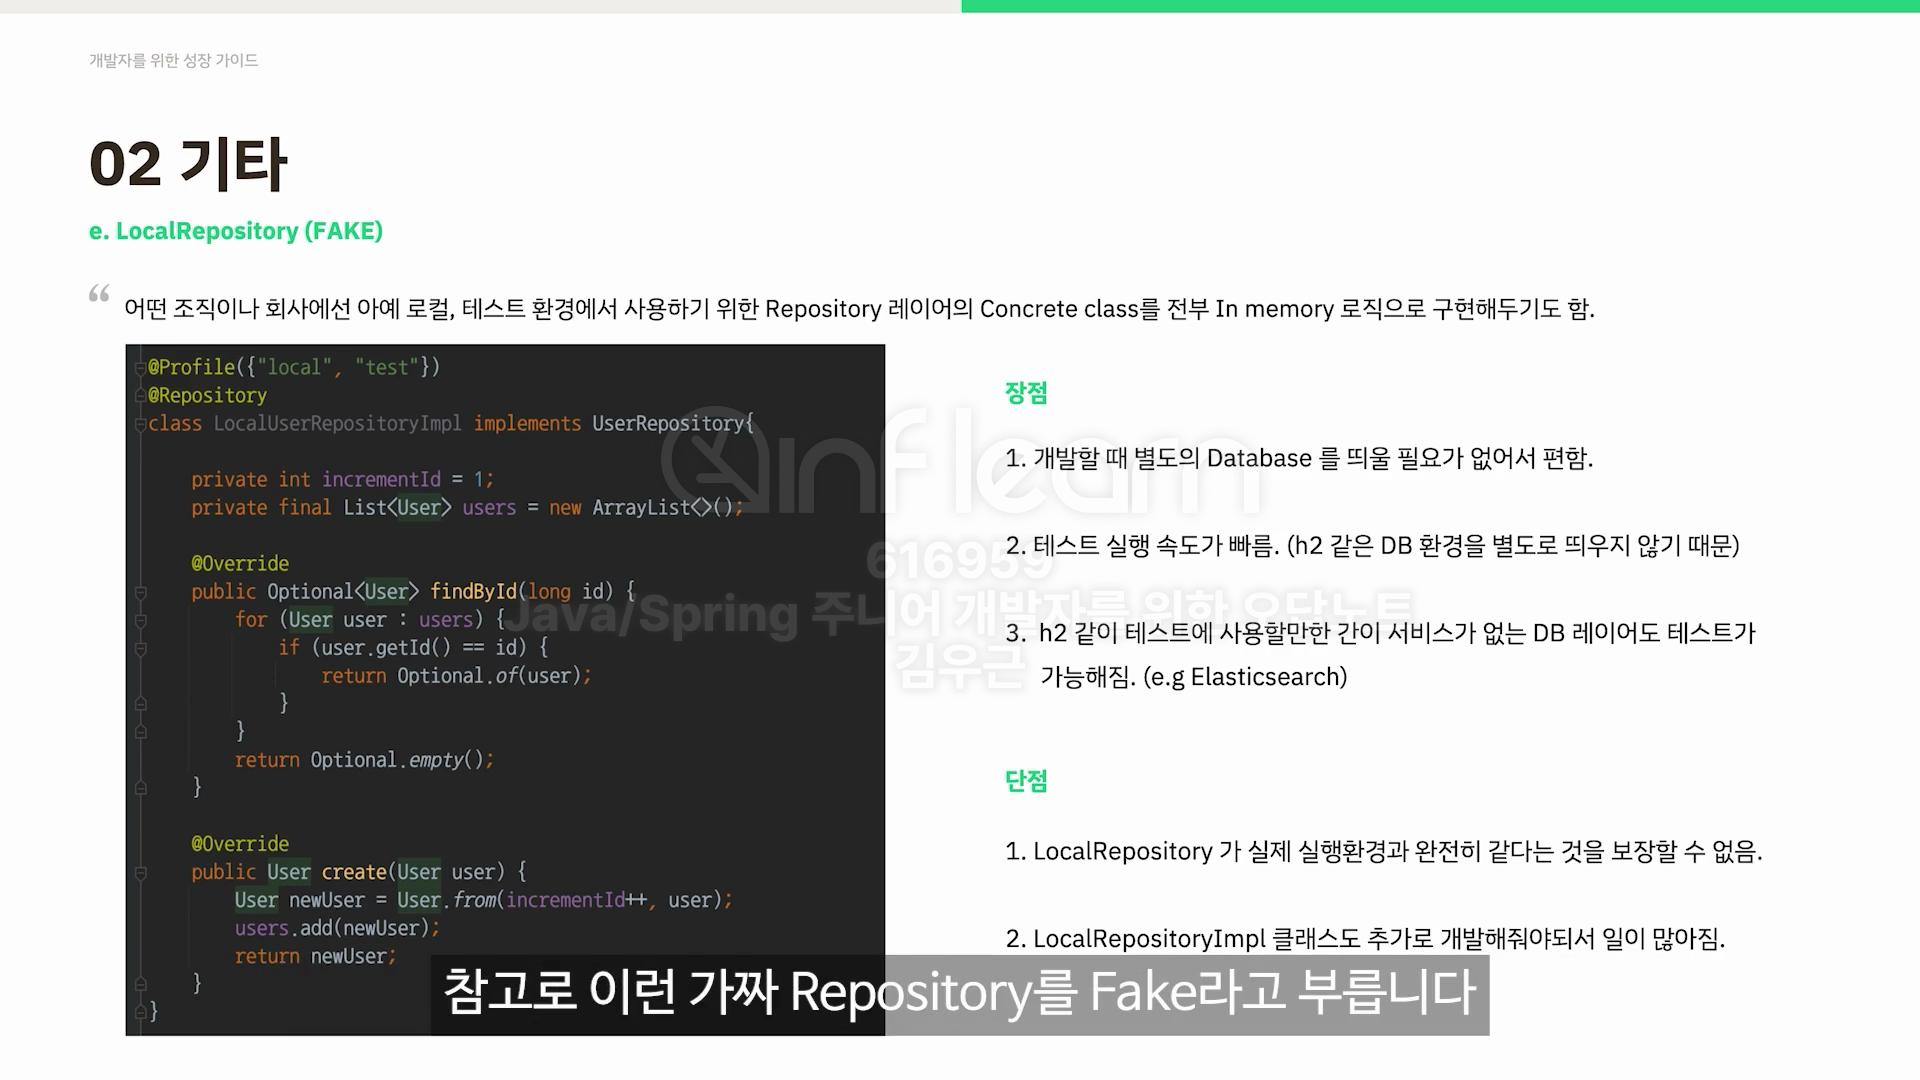 개발자를 위한 성장 가이드
02 기타
e. LocalRepository (FAKE)
“ 어떤 조직이나 회사에선 아예 로컬, 테스트 환경에서 사용하기 위한 Repository 레이어의 Concrete class를 전부 In memory 로직으로 구현해두기도 함.
@Profile({"local", "test"})
@Repository
class LocalUserRepositoryImpl implements UserRepository{
private int incrementId = 1;
private final List<User> users = new ArrayList<>();
@Override
public Optional<User> findById(long id) {
for (User user : users) {
if (user.getId() == id) {
return Optional.of(user);
}
}
return Optional.empty();
}
@Override
public User create(User user) {
User newUser = User.from(incrementId++, user);
users.add(newUser);
return newUser;
}
}
장점
1. 개발할 때 별도의 Database 를 띄울 필요가 없어서 편함.
2. 테스트 실행 속도가 빠름. (h2 같은 DB 환경을 별도로 띄우지 않기 때문)
3. h2 같이 테스트에 사용할만한 간이 서비스가 없는 DB 레이어도 테스트가
가능해짐. (e.g Elasticsearch)
단점
1. LocalRepository 가 실제 실행환경과 완전히 같다는 것을 보장할 수 없음.
2. LocalRepositoryImpl 클래스도 추가로 개발해줘야되서 일이 많아짐.
inflearn
616959
Java/Spring 주니어 개발자를 위한 오답노트
김우근
참고로 이런 가짜 Repository를 Fake라고 부릅니다